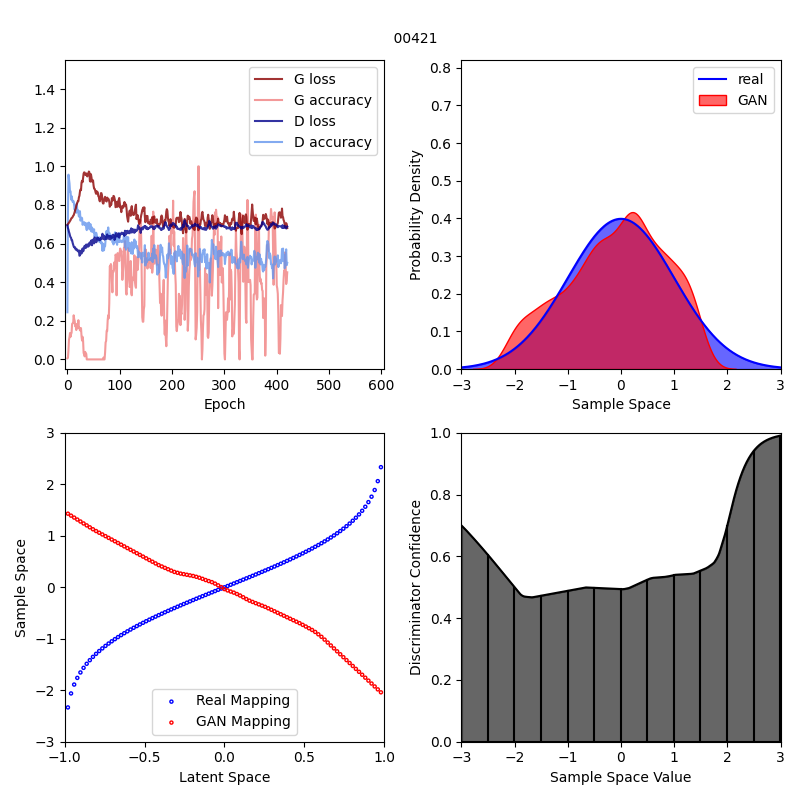 00421
G loss
G accuracy
D loss
D accuracy
1.4
1.2
1.0
0.8
0.6
0.4
0.2
0.0
0 100 200 300 400 500 600
Epoch
real
GAN
Probability Density
0.8
0.7
0.6
0.5
0.4
0.3
0.2
0.1
0.0
−3 −2 −1 0 1 2 3
Sample Space
Sample Space
3
2
1
0
−1
−2
−3
Real Mapping
GAN Mapping
−1.0 −0.5 0.0 0.5 1.0
Latent Space
Discriminator Confidence
1.0
0.8
0.6
0.4
0.2
0.0
−3 −2 −1 0 1 2 3
Sample Space Value